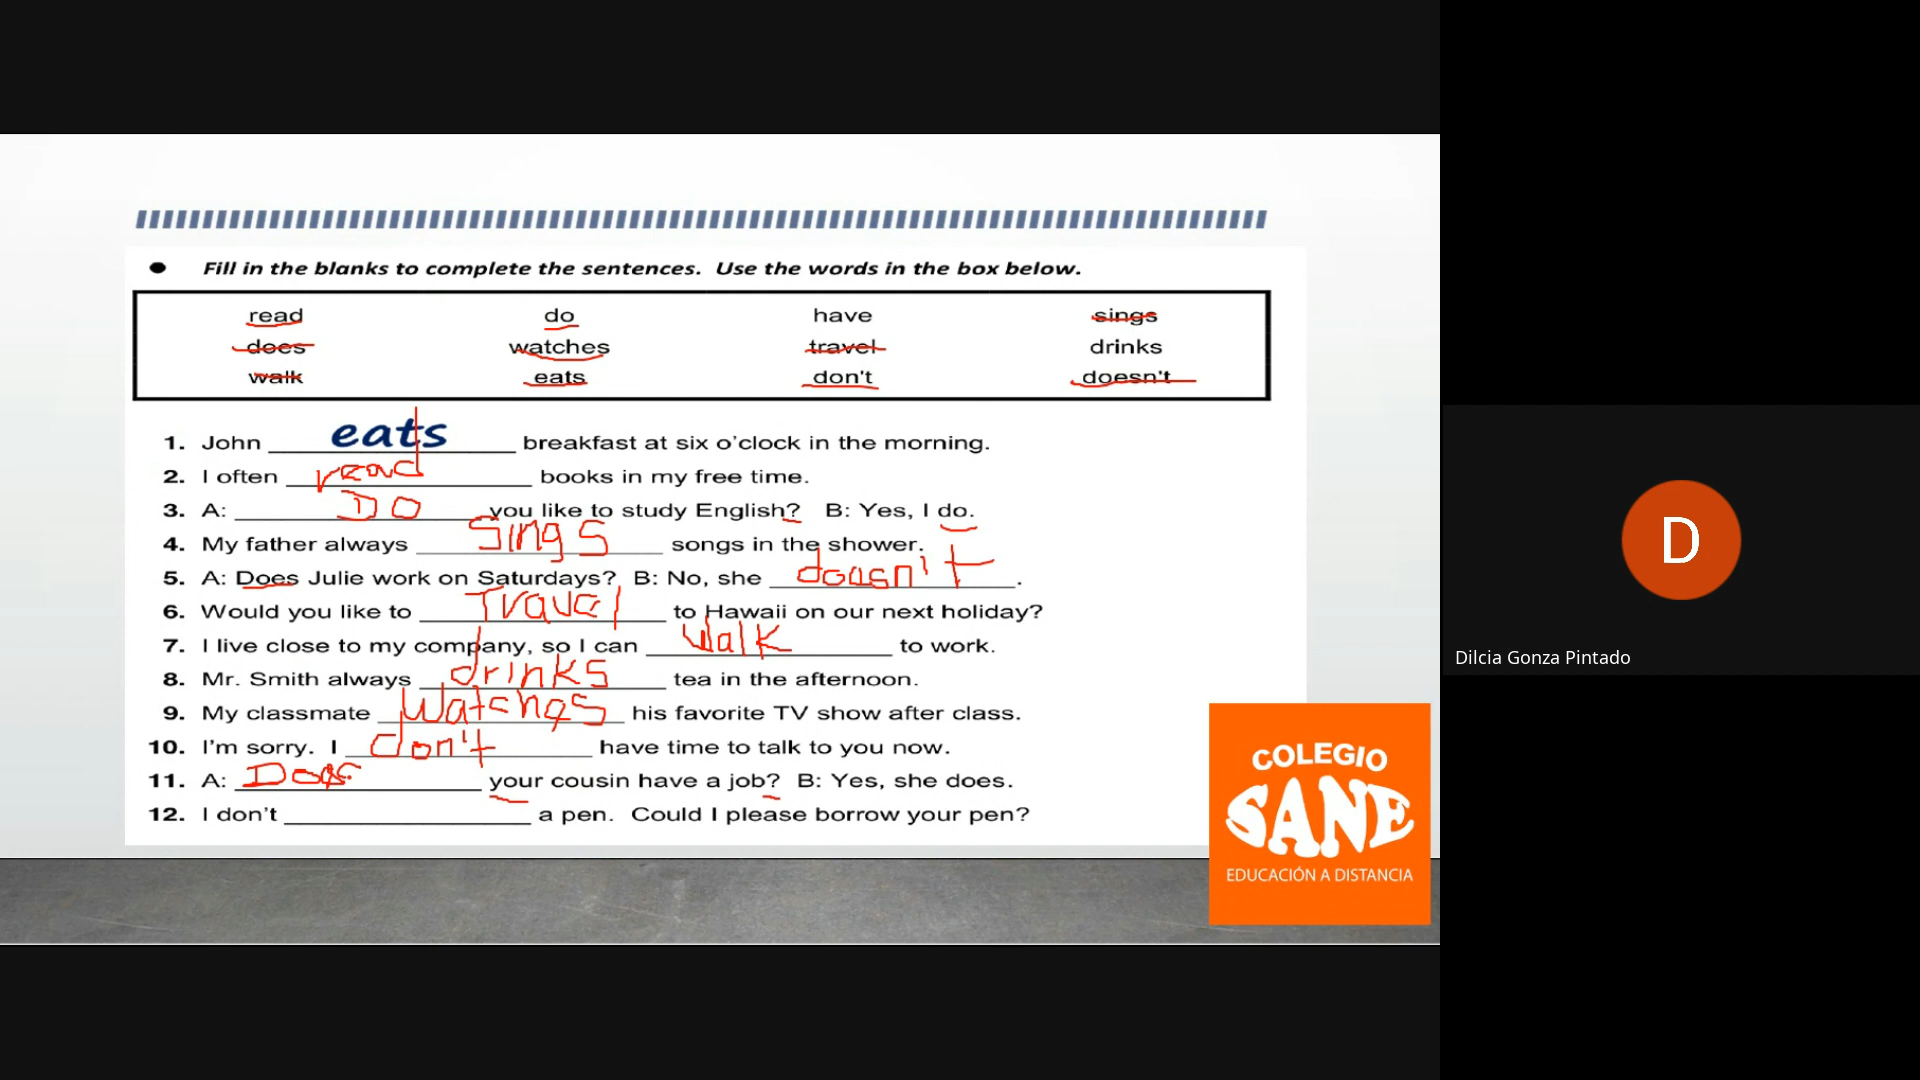 Fill in the blanks to complete the sentences. Use the words in the box below.
read do have sings
does watches travel drinks
walk eats don't doesn't
1. John eats breakfast at six o'clock in the morning.
2. I often read books in my free time.
3. A: DO you like to study English? B: Yes, I do.
4. My father always sings songs in the shower.
5. A: Does Julie work on Saturdays? B: No, she doesn't.
6. Would you like to Travel to Hawaii on our next holiday?
7. I live close to my company, so I can walk to work.
8. Mr. Smith always drinks tea in the afternoon.
9. My classmate watches his favorite TV show after class.
10. I'm sorry. I don't have time to talk to you now.
11. A: Does your cousin have a job? B: Yes, she does.
12. I don't ____ a pen. Could I please borrow your pen?
COLEGIO
SANE
EDUCACIÓN A DISTANCIA
D
Dilcia Gonza Pintado